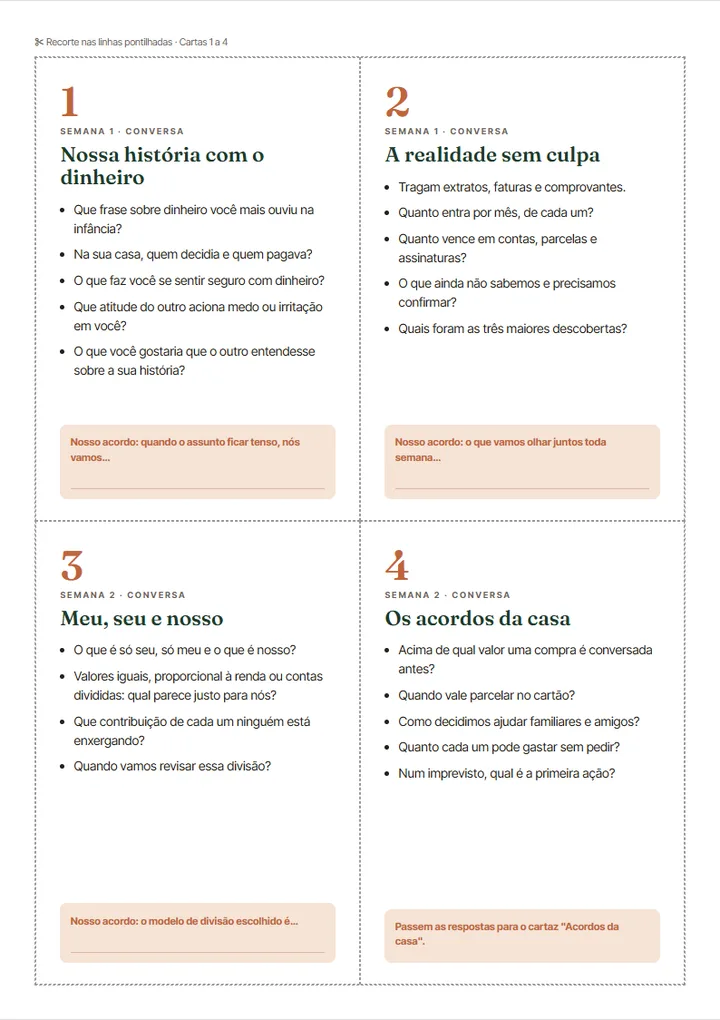 Recorte nas linhas pontilhadas · Cartas 1 a 4
1
SEMANA 1 · CONVERSA
Nossa história com o
dinheiro
• Que frase sobre dinheiro você mais ouviu na
infância?
• Na sua casa, quem decidia e quem pagava?
• O que faz você se sentir seguro com dinheiro?
• Que atitude do outro aciona medo ou irritação
em você?
• O que você gostaria que o outro entendesse
sobre a sua história?
Nosso acordo: quando o assunto ficar tenso, nós
vamos...
2
SEMANA 1 · CONVERSA
A realidade sem culpa
• Tragam extratos, faturas e comprovantes.
• Quanto entra por mês, de cada um?
• Quanto vence em contas, parcelas e
assinaturas?
• O que ainda não sabemos e precisamos
confirmar?
• Quais foram as três maiores descobertas?
Nosso acordo: o que vamos olhar juntos toda
semana...
3
SEMANA 2 · CONVERSA
Meu, seu e nosso
• O que é só seu, só meu e o que é nosso?
• Valores iguais, proporcional à renda ou contas
divididas: qual parece justo para nós?
• Que contribuição de cada um ninguém está
enxergando?
• Quando vamos revisar essa divisão?
Nosso acordo: o modelo de divisão escolhido é...
4
SEMANA 2 · CONVERSA
Os acordos da casa
• Acima de qual valor uma compra é conversada
antes?
• Quando vale parcelar no cartão?
• Como decidimos ajudar familiares e amigos?
• Quanto cada um pode gastar sem pedir?
• Num imprevisto, qual é a primeira ação?
Passem as respostas para o cartaz "Acordos da
casa".